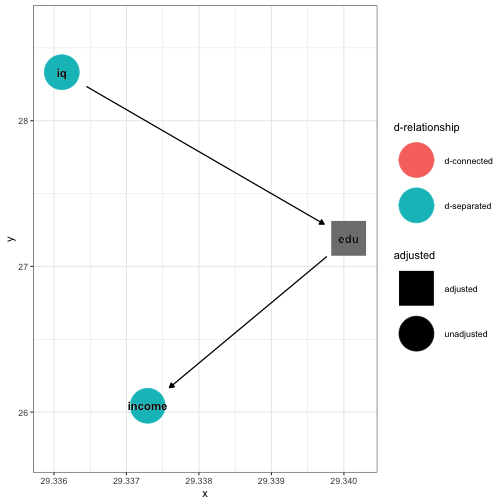 iq
edu
income
28
27
26
y
29.336
29.337
29.338
29.339
29.340
x
d-relationship
d-connected
d-separated
adjusted
adjusted
unadjusted